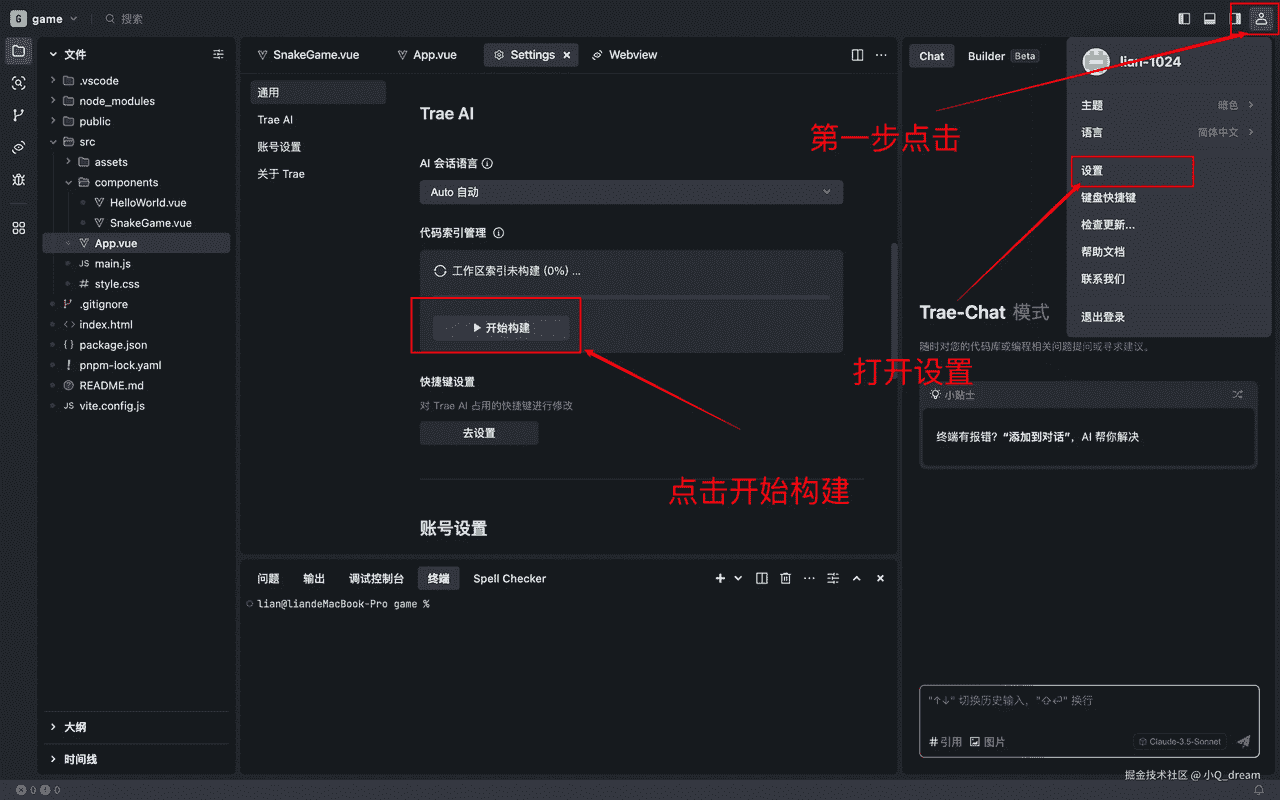 G game
搜索
文件
.vscode
node_modules
public
src
assets
components
HelloWorld.vue
SnakeGame.vue
App.vue
JS main.js
# style.css
.gitignore
<> index.html
{} package.json
! pnpm-lock.yaml
README.md
JS vite.config.js
大纲
时间线
SnakeGame.vue
App.vue
Settings
Webview
通用
Trae AI
账号设置
关于 Trae
Trae AI
AI 会话语言
Auto 自动
代码索引管理
工作区索引未构建 (0%) ...
开始构建
快捷键设置
对 Trae AI 占用的快捷键进行修改
去设置
账号设置
点击开始构建
问题
输出
调试控制台
终端
Spell Checker
lian@liandeMacBook-Pro game %
Chat
Builder Beta
lian-1024
主题 暗色
语言 简体中文
设置
键盘快捷键
检查更新...
帮助文档
联系我们
退出登录
第一步点击
打开设置
Trae-Chat 模式
随时对您的代码库或编程相关问题提问或寻求建议。
小贴士
终端有报错？“添加到对话”，AI 帮你解决
"↑↓" 切换历史输入，"⇧⏎" 换行
# 引用 图片
Claude-3.5-Sonnet
掘金技术社区 @ 小Q_dream
0 0